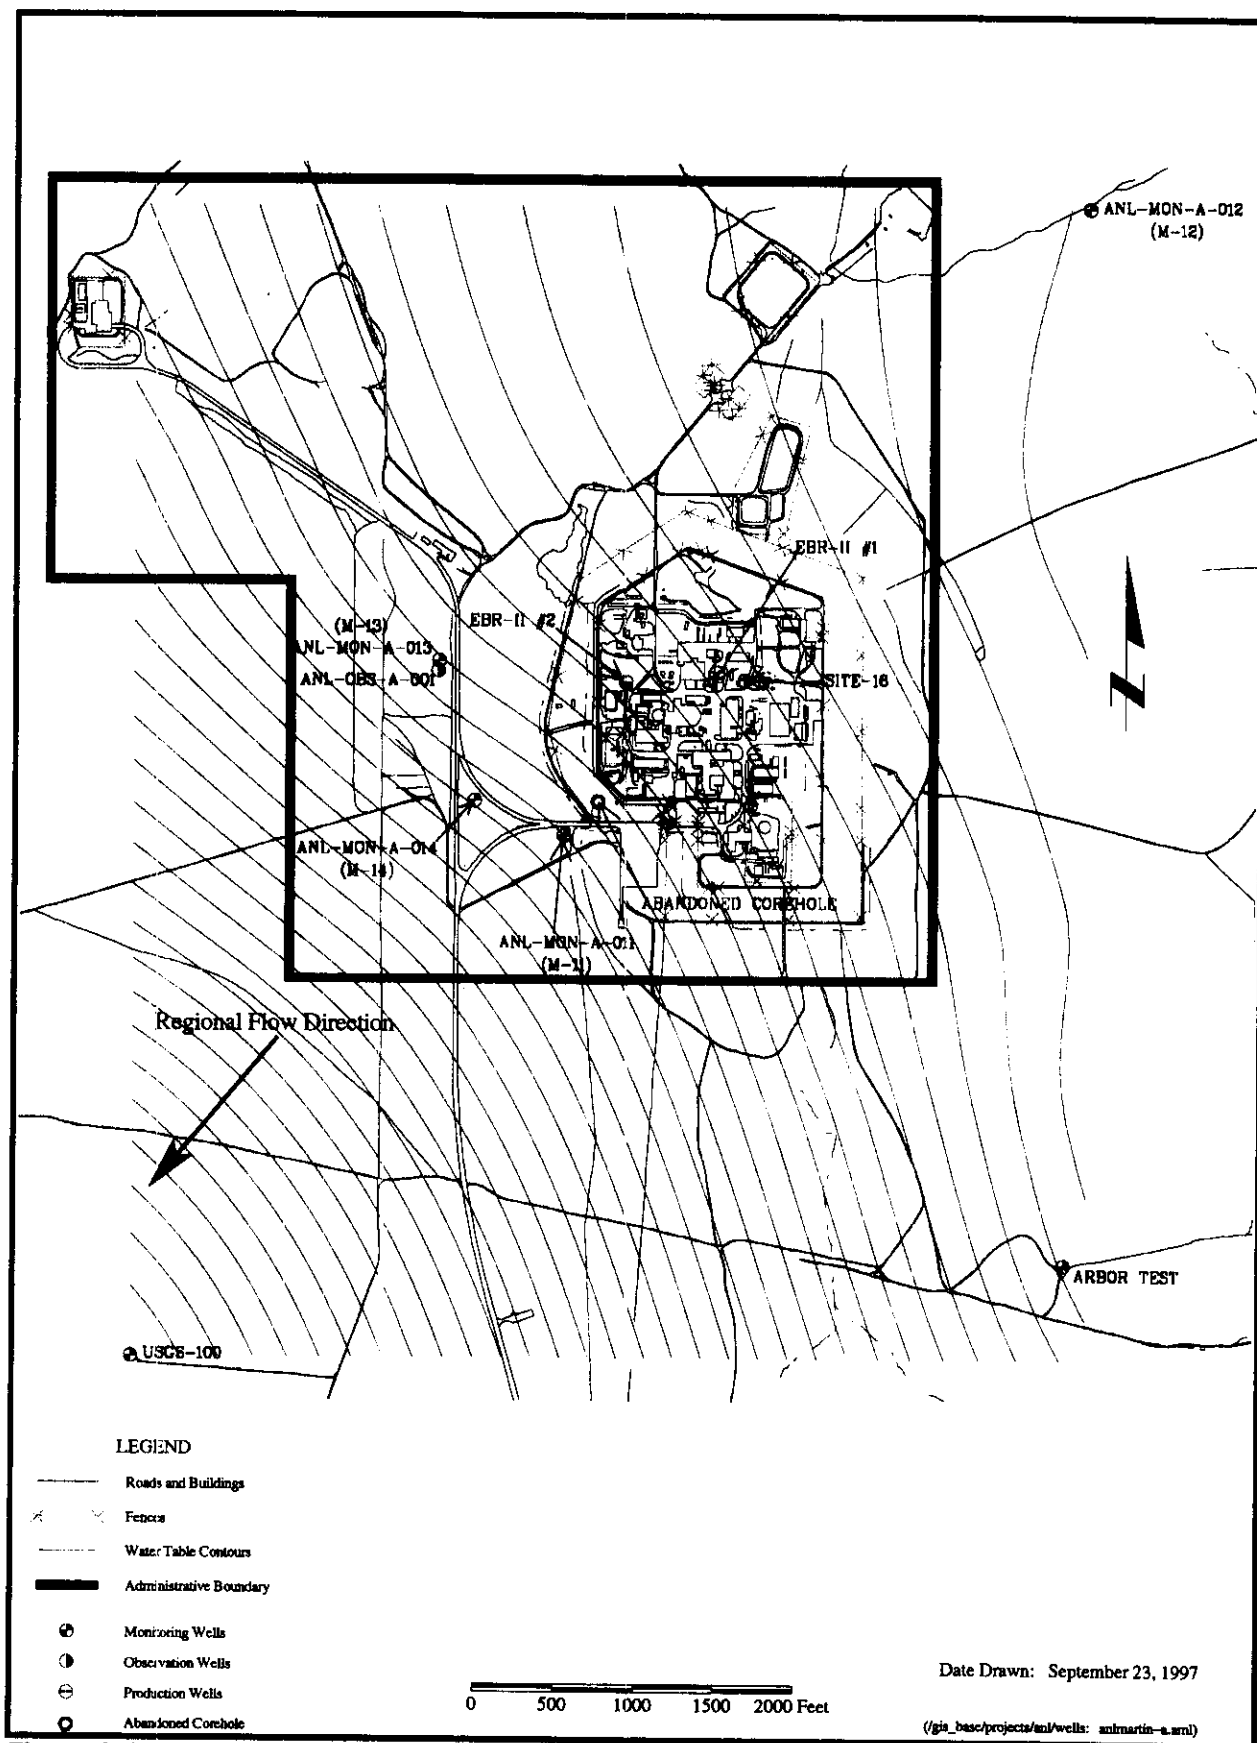 ANL-MON-A-012
(M-12)
EBR-II #1
EBR-II #2
(M-13)
ANL-MON-A-013
ANL-OBS-A-001
SITE-16
ANL-MON-A-014
(M-14)
ABANDONED COREHOLE
ANL-MON-A-011
(M-11)
Regional Flow Direction
N
ARBOR TEST
USGS-100
LEGEND
Roads and Buildings
Fences
Water Table Contours
Administrative Boundary
Monitoring Wells
Observation Wells
Production Wells
Abandoned Corehole
0 500 1000 1500 2000 Feet
Date Drawn: September 23, 1997
(/gis_base/projects/anl/wells: anlmartin-a.aml)